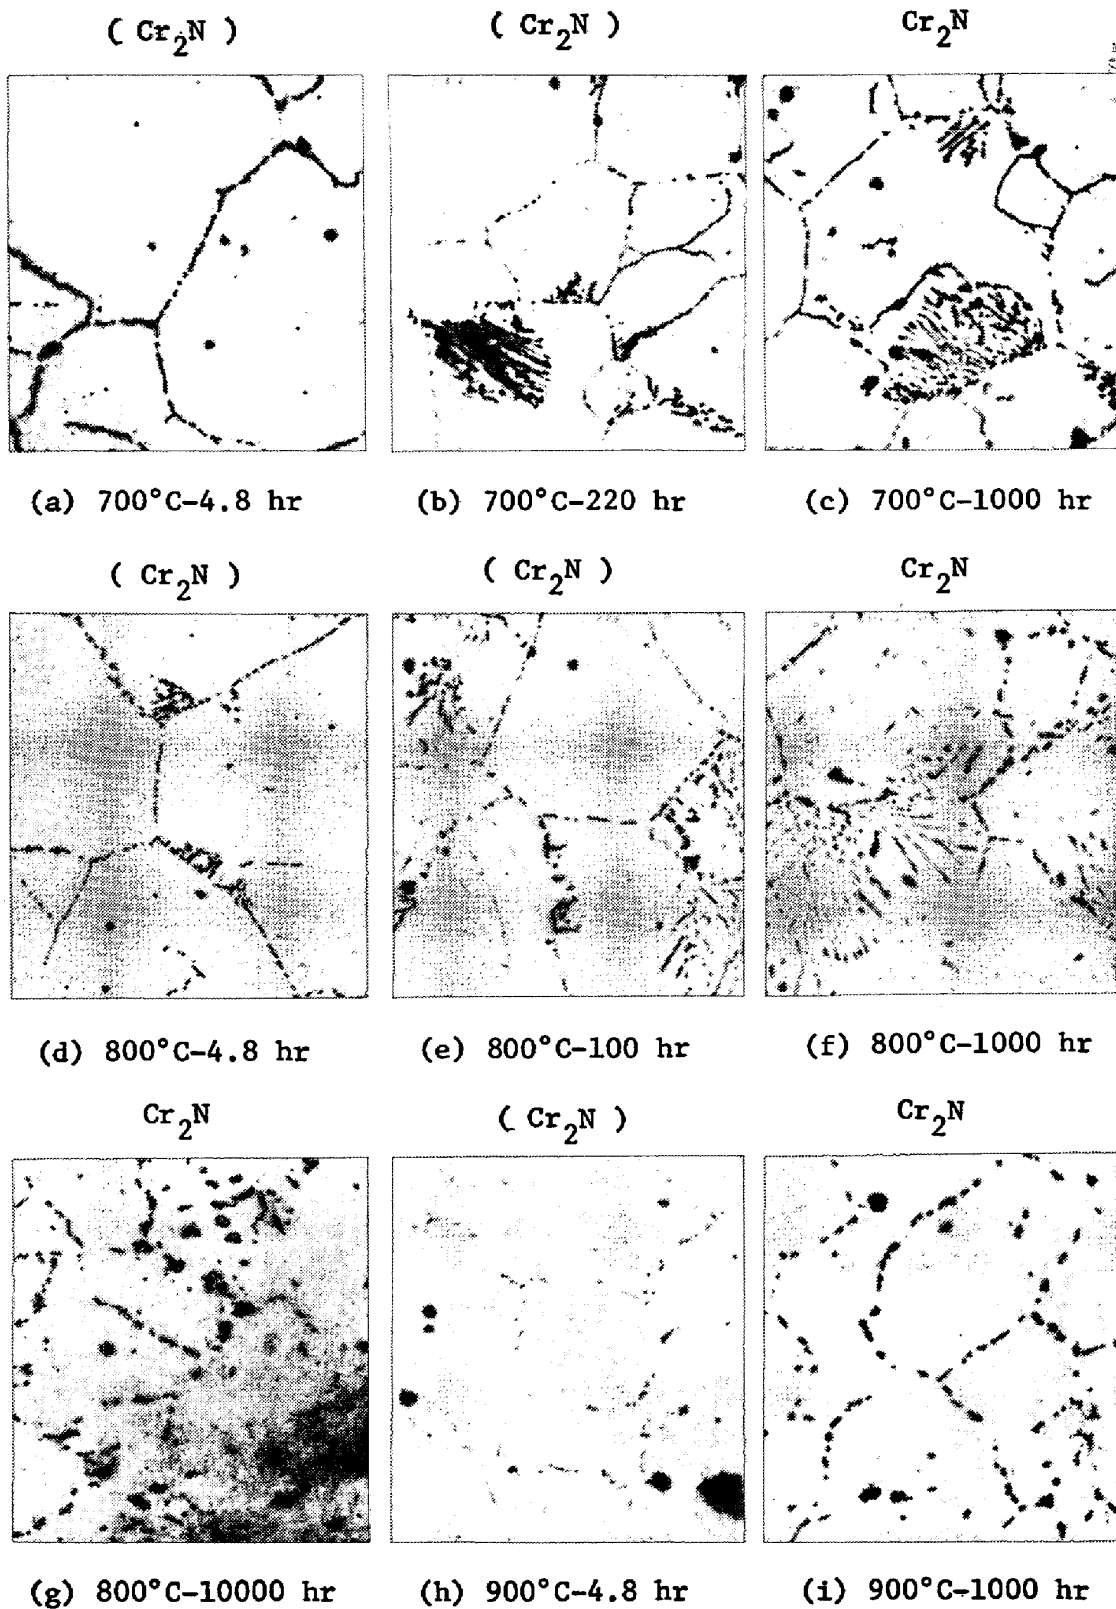 ( Cr₂N ) ( Cr₂N ) Cr₂N
(a) 700°C-4.8 hr (b) 700°C-220 hr (c) 700°C-1000 hr
( Cr₂N ) ( Cr₂N ) Cr₂N
(d) 800°C-4.8 hr (e) 800°C-100 hr (f) 800°C-1000 hr
Cr₂N ( Cr₂N ) Cr₂N
(g) 800°C-10000 hr (h) 900°C-4.8 hr (i) 900°C-1000 hr